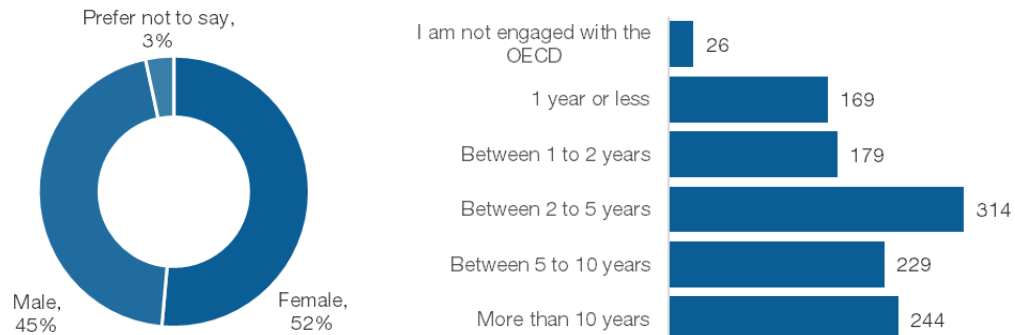 Prefer not to say,
3%
Male,
45%
Female,
52%
I am not engaged with the
OECD
26
1 year or less
169
Between 1 to 2 years
179
Between 2 to 5 years
314
Between 5 to 10 years
229
More than 10 years
244